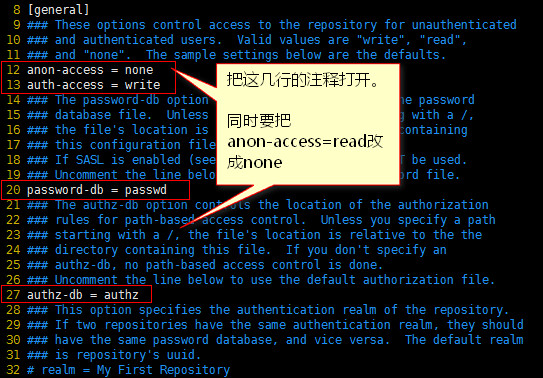 8 [general]
9 ### These options control access to the repository for unauthenticated
10 ### and authenticated users.  Valid values are "write", "read",
11 ### and "none".  The sample settings below are the defaults.
12 anon-access = none
13 auth-access = write
14 ### The password-db option
ne password
15 ### database file.  Unless
g with a /,
16 ### the file's location is
containing
17 ### this configuration file
18 ### If SASL is enabled (see
T be used.
19 ### Uncomment the line belo
ord file.
20 password-db = passwd
21 ### The authz-db option controls the location of the authorization
22 ### rules for path-based access control.  Unless you specify a path
23 ### starting with a /, the file's location is relative to the the
24 ### directory containing this file.  If you don't specify an
25 ### authz-db, no path-based access control is done.
26 ### Uncomment the line below to use the default authorization file.
27 authz-db = authz
28 ### This option specifies the authentication realm of the repository.
29 ### If two repositories have the same authentication realm, they should
30 ### have the same password database, and vice versa.  The default realm
31 ### is repository's uuid.
32 # realm = My First Repository
把这几行的注释打开。
同时要把
anon-access=read改
成none